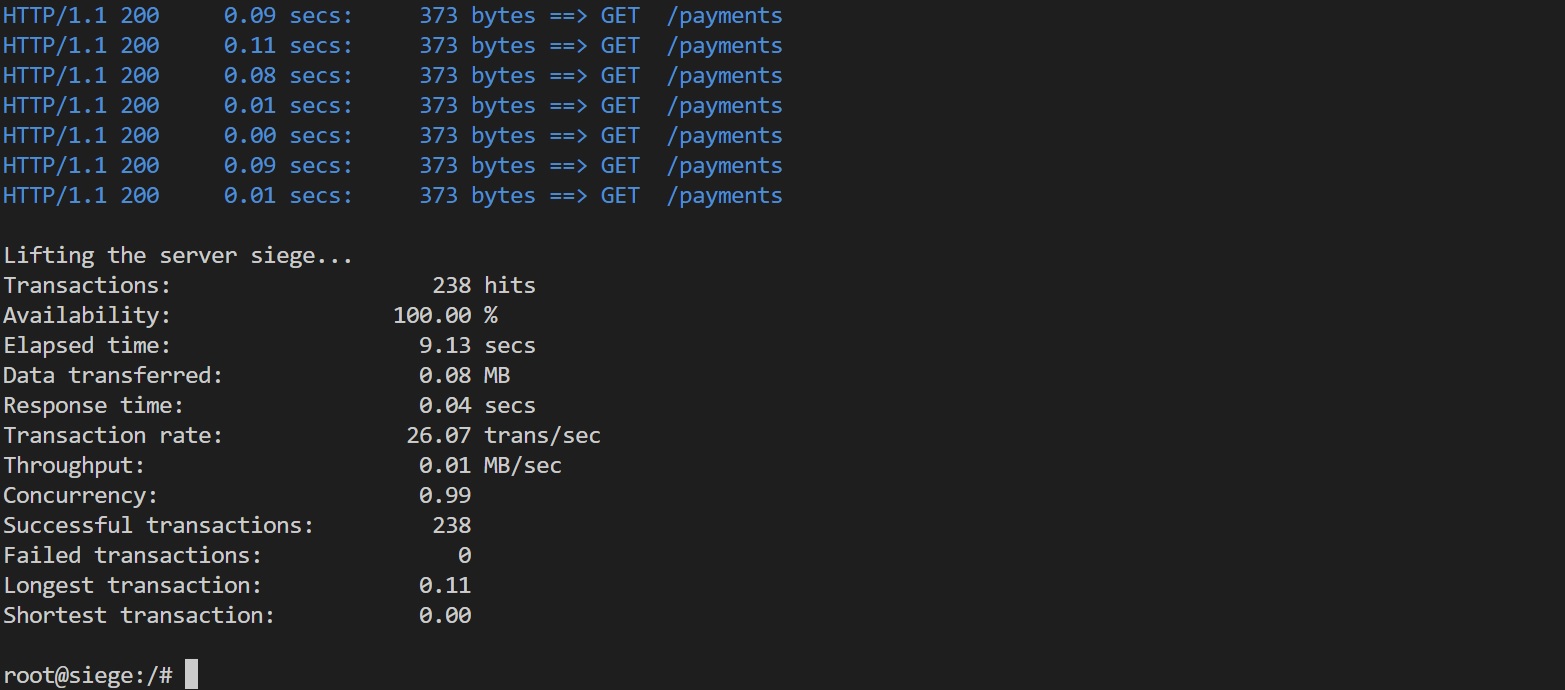 HTTP/1.1 200     0.09 secs:     373 bytes ==> GET  /payments
HTTP/1.1 200     0.11 secs:     373 bytes ==> GET  /payments
HTTP/1.1 200     0.08 secs:     373 bytes ==> GET  /payments
HTTP/1.1 200     0.01 secs:     373 bytes ==> GET  /payments
HTTP/1.1 200     0.00 secs:     373 bytes ==> GET  /payments
HTTP/1.1 200     0.09 secs:     373 bytes ==> GET  /payments
HTTP/1.1 200     0.01 secs:     373 bytes ==> GET  /payments
Lifting the server siege...
Transactions:                    238 hits
Availability:                 100.00 %
Elapsed time:                   9.13 secs
Data transferred:               0.08 MB
Response time:                  0.04 secs
Transaction rate:              26.07 trans/sec
Throughput:                     0.01 MB/sec
Concurrency:                    0.99
Successful transactions:         238
Failed transactions:               0
Longest transaction:            0.11
Shortest transaction:           0.00
root@siege:/#